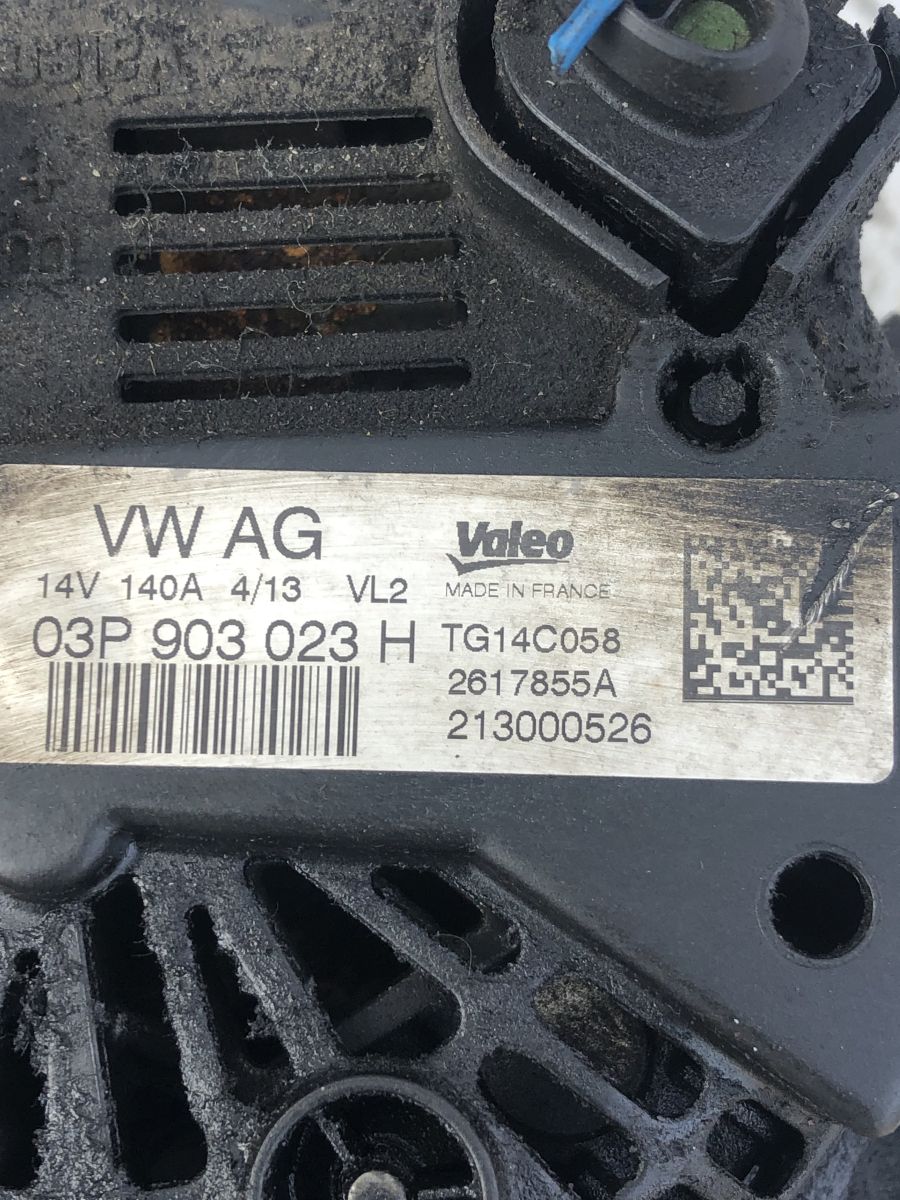 B+
VW AG
14V 140A 4/13 VL2
03P 903 023 H
Valeo
MADE IN FRANCE
TG14C058
2617855A
213000526